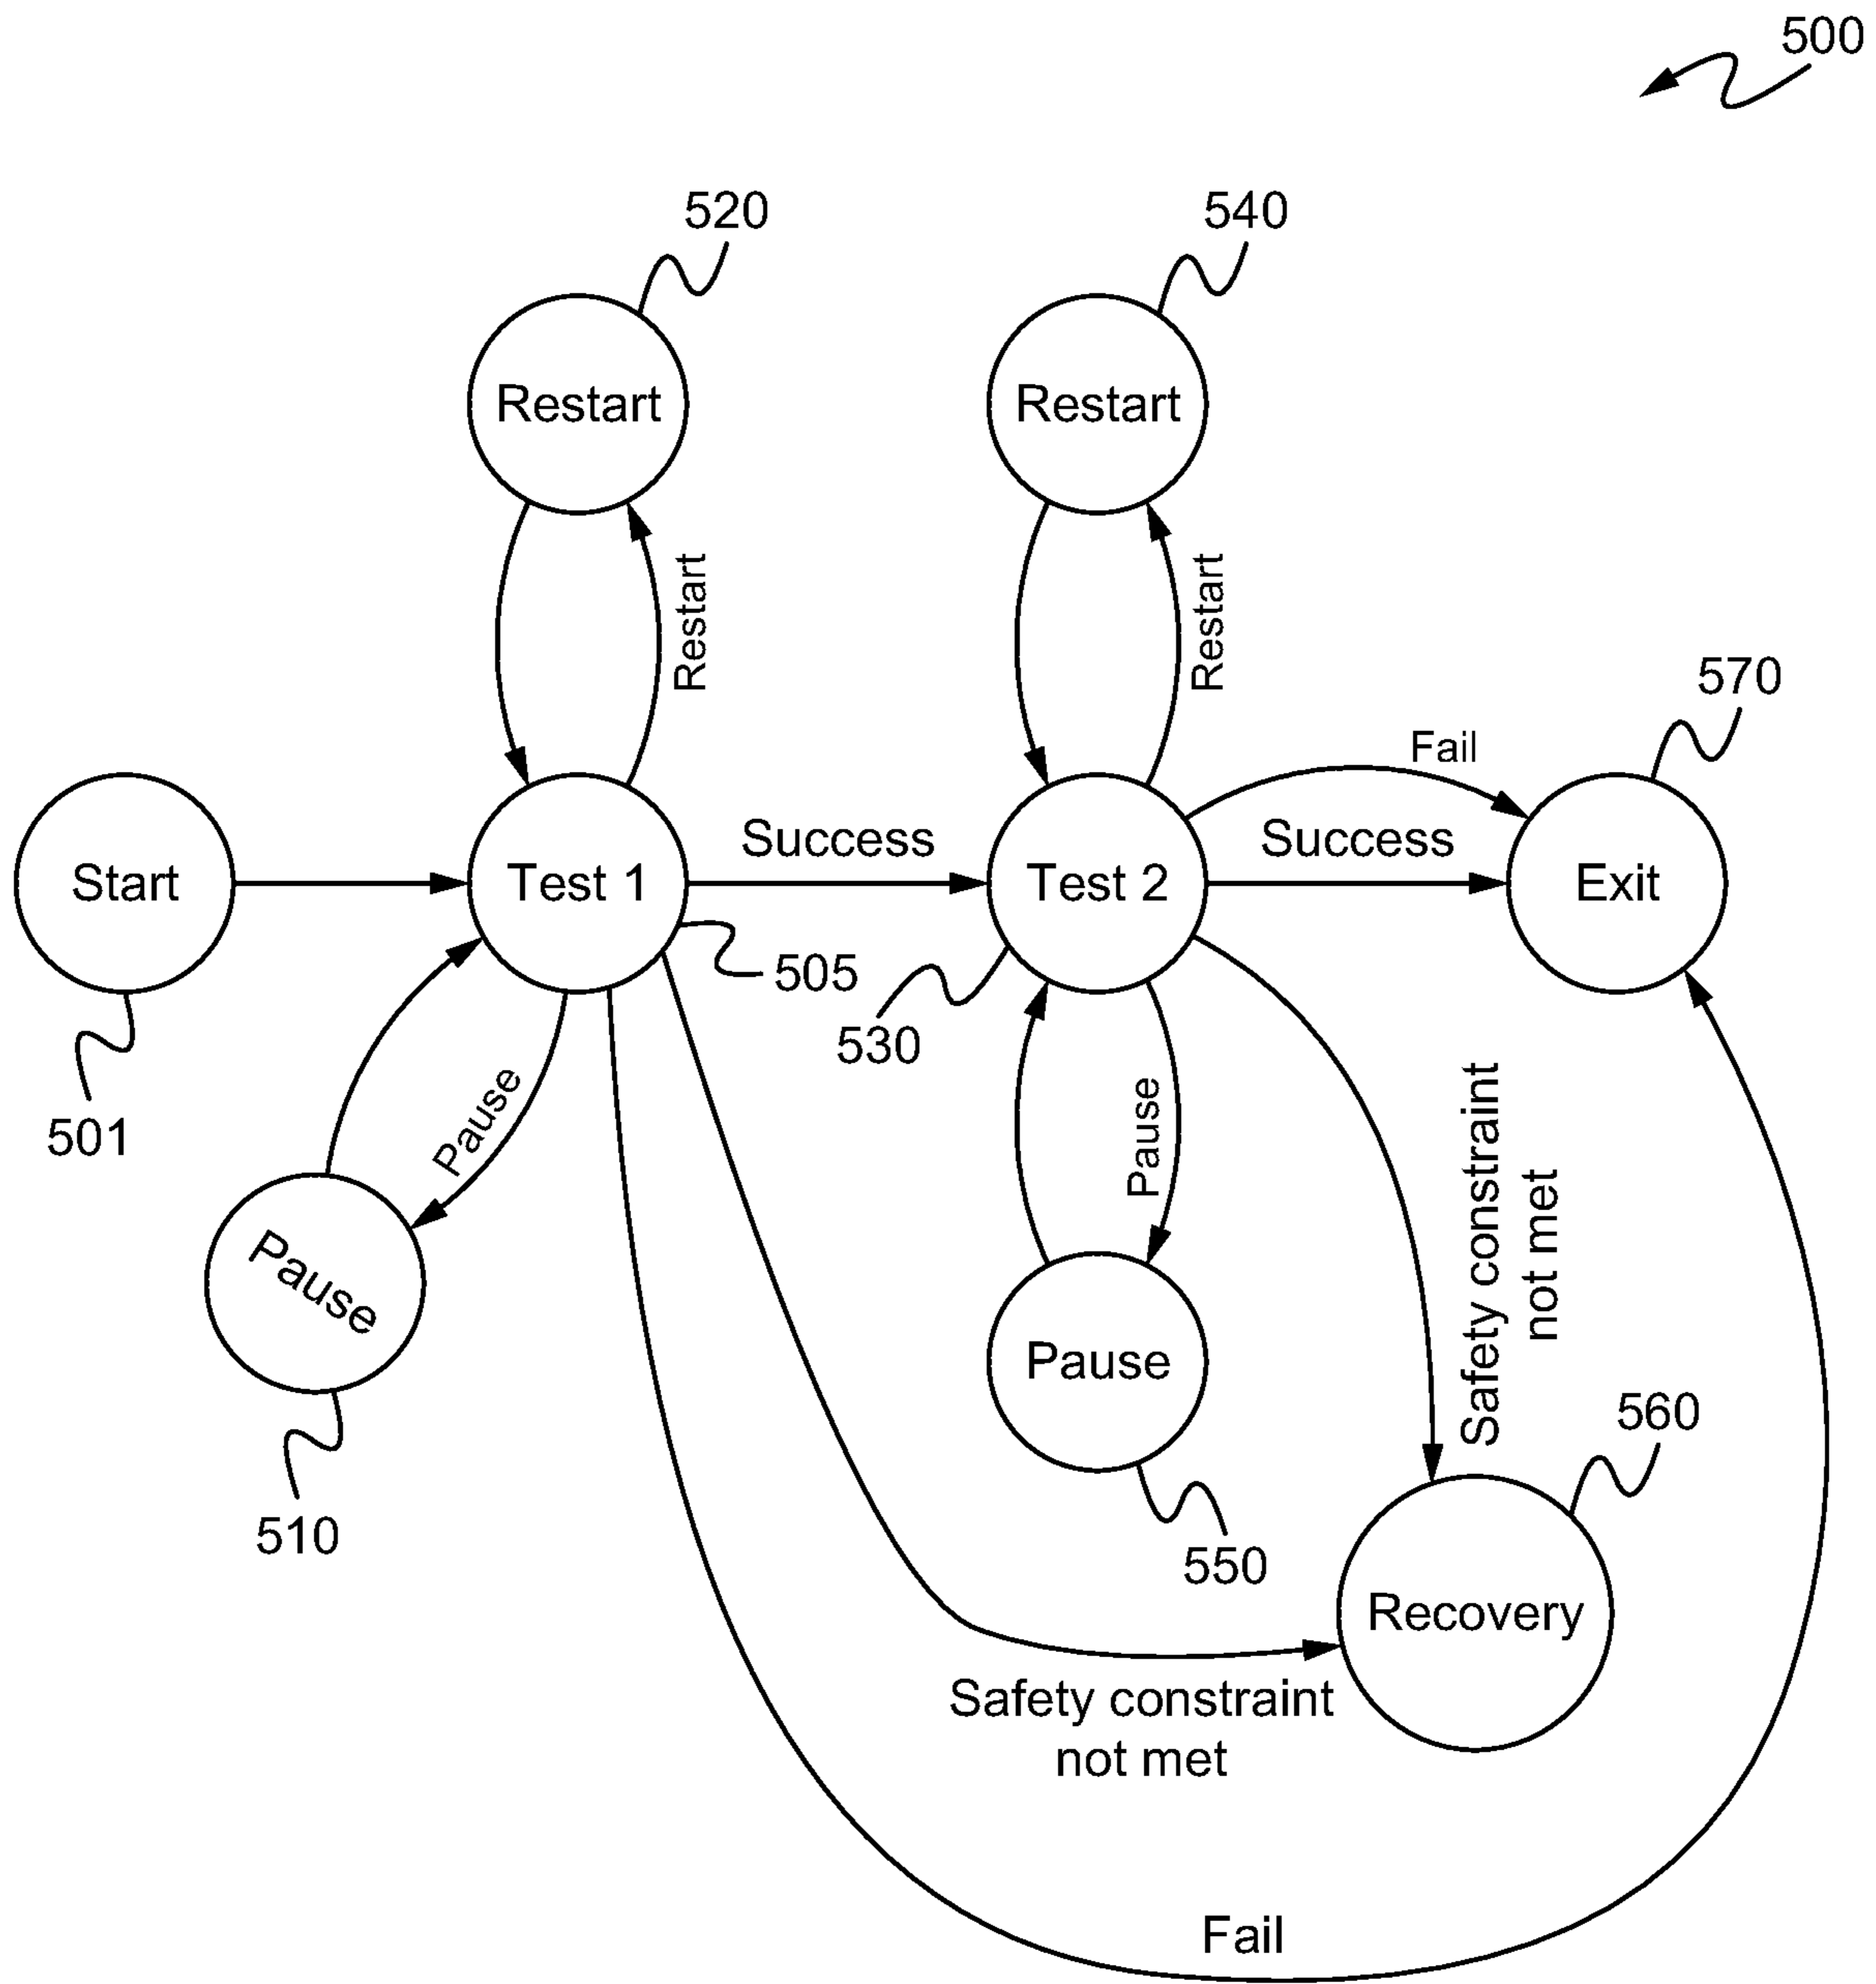 500
520
540
Restart
Restart
Restart
Restart
570
Fail
Success
Success
Start
Test 1
Test 2
Exit
505
530
501
Pause
Pause
Safety constraint
not met
Pause
Pause
510
550
560
Recovery
Safety constraint
not met
Fail